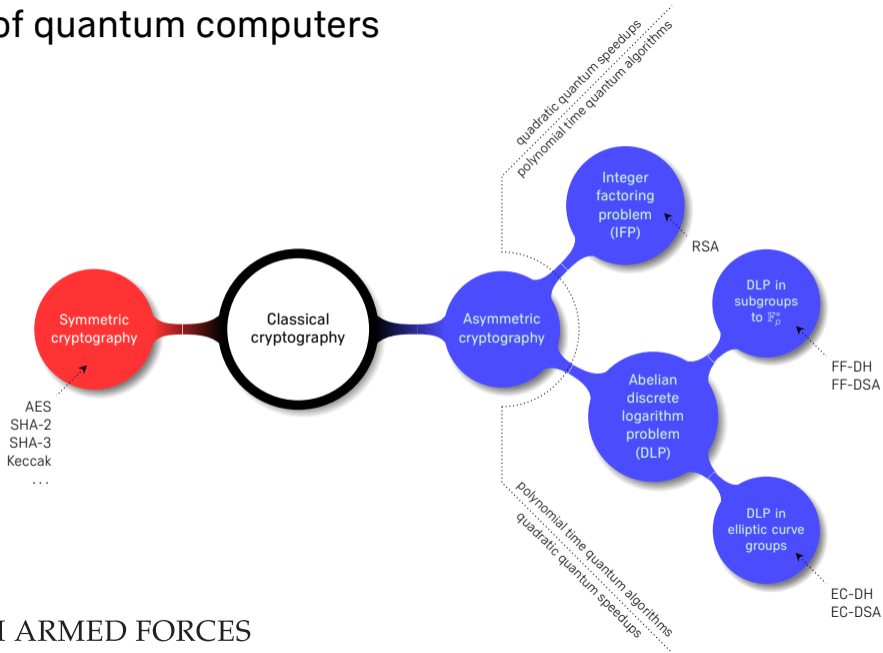 of quantum computers
quadratic quantum speedups
polynomial time quantum algorithms
Integer
factoring
problem
(IFP)
RSA
DLP in
subgroups
to 𝔽*ₚ
FF-DH
FF-DSA
Symmetric
cryptography
Classical
cryptography
Asymmetric
cryptography
Abelian
discrete
logarithm
problem
(DLP)
AES
SHA-2
SHA-3
Keccak
...
DLP in
elliptic curve
groups
EC-DH
EC-DSA
polynomial time quantum algorithms
quadratic quantum speedups
ARMED FORCES